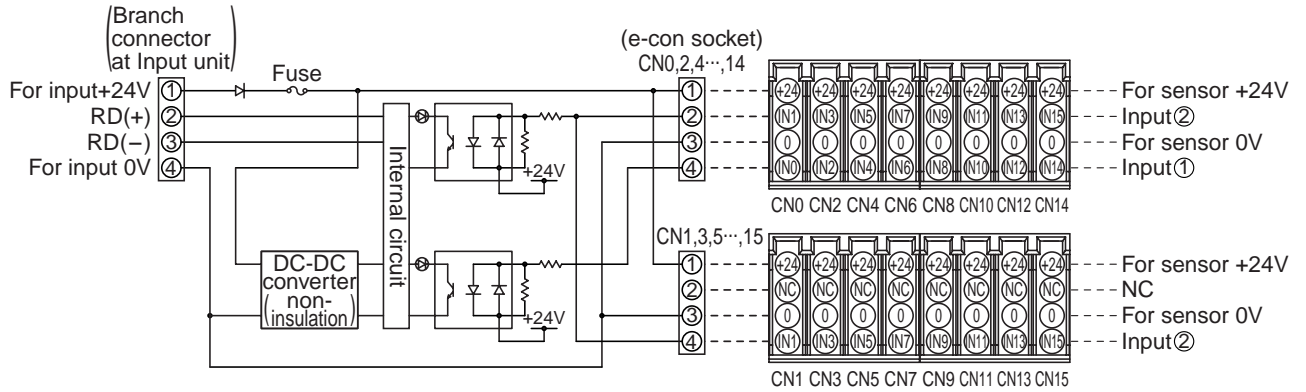 (Branch
connector
at Input unit)
For input+24V ① Fuse
RD(+) ②
RD(−) ③
For input 0V ④
Internal circuit
+24V
DC-DC
converter
(non-
insulation)
+24V
(e-con socket)
CN0,2,4⋯,14
① +24 +24 +24 +24 +24 +24 +24 +24 For sensor +24V
② IN1 IN3 IN5 IN7 IN9 IN11 IN13 IN15 Input②
③ 0 0 0 0 0 0 0 0 For sensor 0V
④ IN0 IN2 IN4 IN6 IN8 IN10 IN12 IN14 Input①
CN0 CN2 CN4 CN6 CN8 CN10 CN12 CN14
CN1,3,5⋯,15
① +24 +24 +24 +24 +24 +24 +24 +24 For sensor +24V
② NC NC NC NC NC NC NC NC NC
③ 0 0 0 0 0 0 0 0 For sensor 0V
④ IN1 IN3 IN5 IN7 IN9 IN11 IN13 IN15 Input②
CN1 CN3 CN5 CN7 CN9 CN11 CN13 CN15